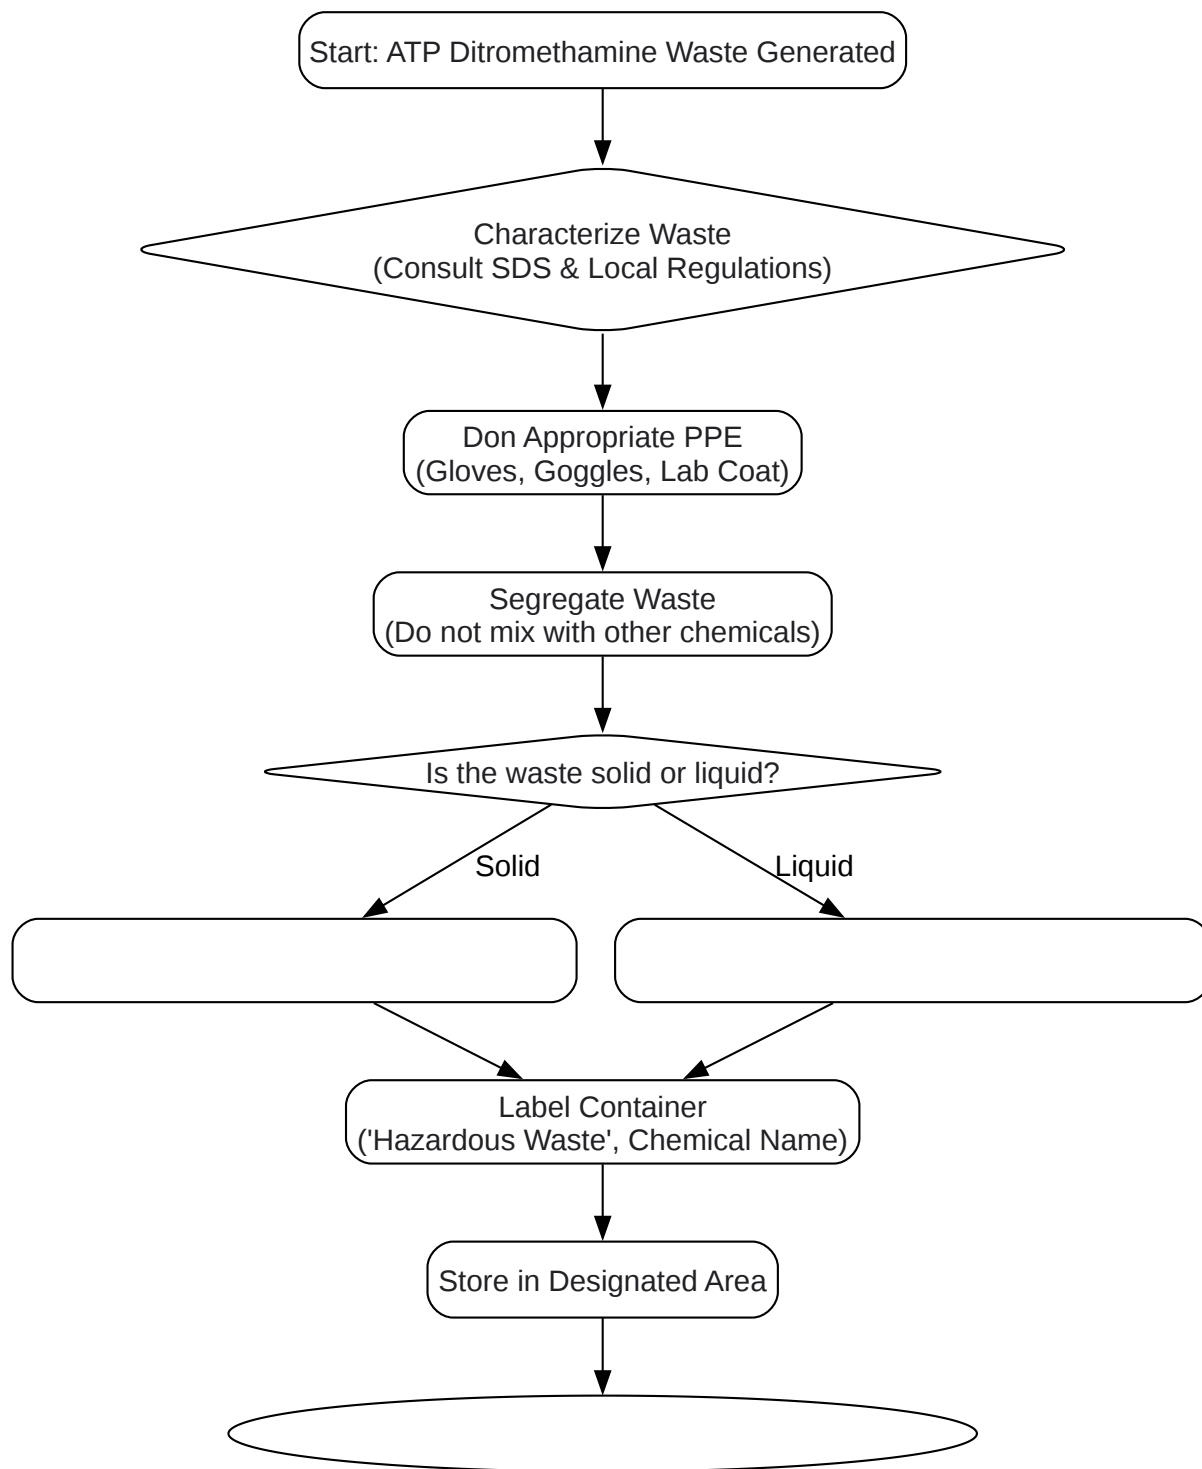 Start: ATP Ditromethamine Waste Generated
Characterize Waste
(Consult SDS & Local Regulations)
Don Appropriate PPE
(Gloves, Goggles, Lab Coat)
Segregate Waste
(Do not mix with other chemicals)
Is the waste solid or liquid?
Solid
Liquid
Label Container
('Hazardous Waste', Chemical Name)
Store in Designated Area